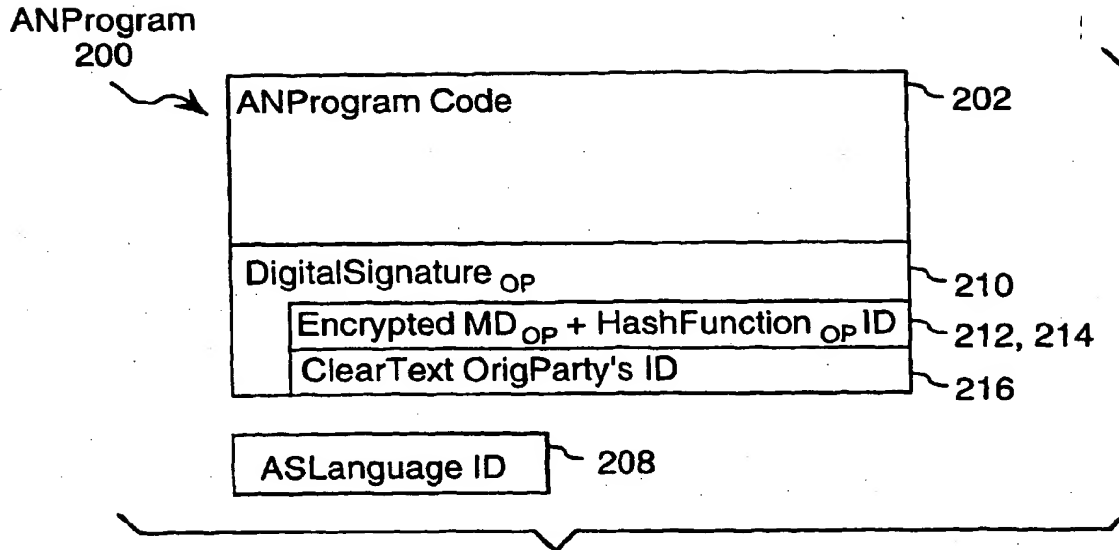 ANProgram
200
ANProgram Code
202
DigitalSignature OP
210
Encrypted MD OP + HashFunction OP ID
212, 214
ClearText OrigParty's ID
216
ASLanguage ID
208